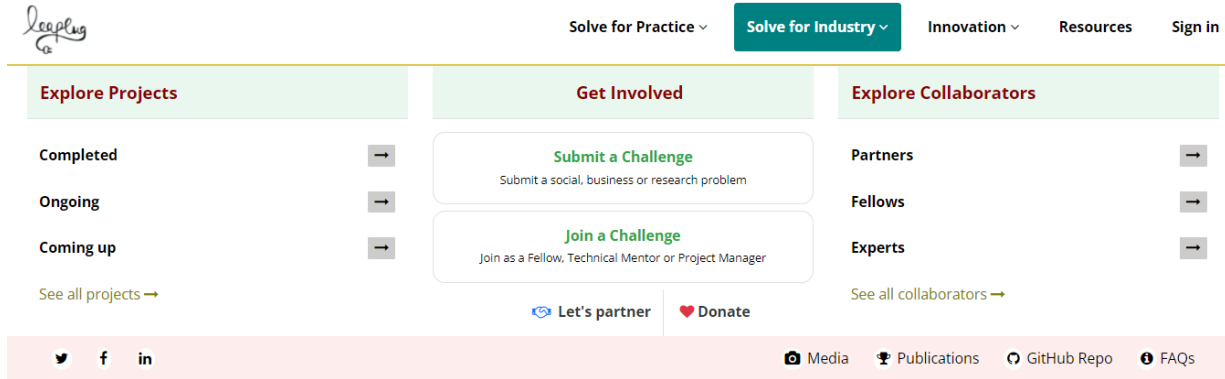 leaplug
Solve for Practice
Solve for Industry
Innovation
Resources
Sign in
Explore Projects
Completed
Ongoing
Coming up
See all projects
Get Involved
Submit a Challenge
Submit a social, business or research problem
Join a Challenge
Join as a Fellow, Technical Mentor or Project Manager
Let's partner
Donate
Explore Collaborators
Partners
Fellows
Experts
See all collaborators
Media
Publications
GitHub Repo
FAQs